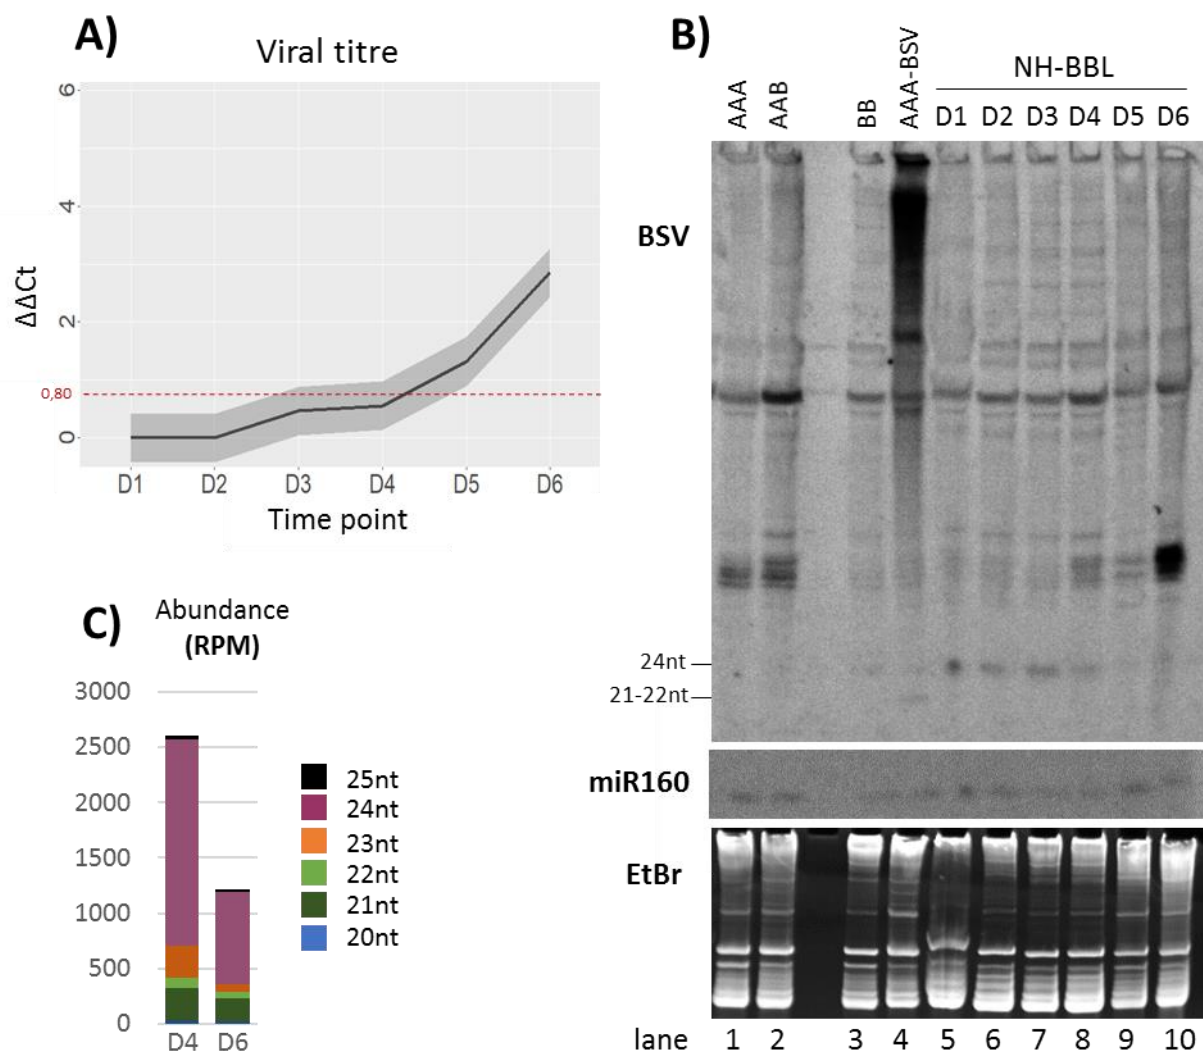 A)
Viral titre
6
4
2
0,80
0
ΔΔCt
D1 D2 D3 D4 D5 D6
Time point
B)
AAA AAB BB AAA-BSV
NH-BBL
D1 D2 D3 D4 D5 D6
BSV
24nt
21-22nt
miR160
EtBr
lane 1 2 3 4 5 6 7 8 9 10
C)
Abundance
(RPM)
3000
2500
2000
1500
1000
500
0
D4 D6
25nt
24nt
23nt
22nt
21nt
20nt